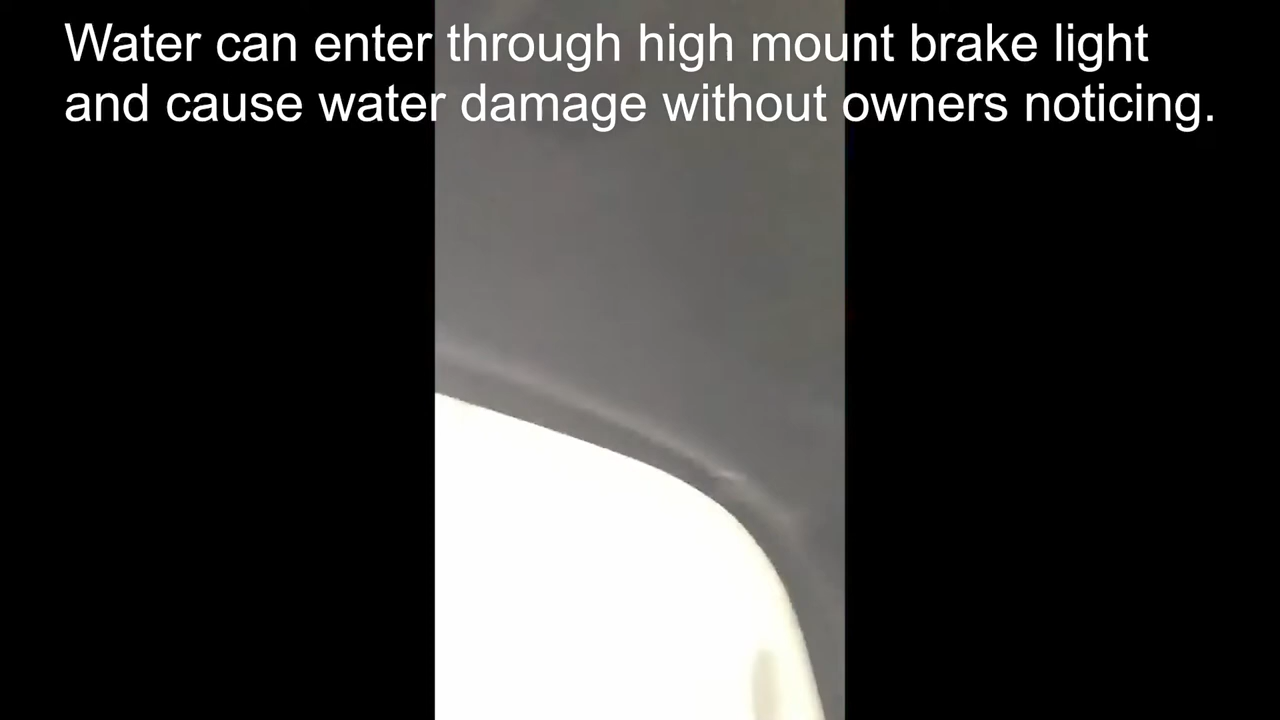 Water can enter through high mount brake light
and cause water damage without owners noticing.